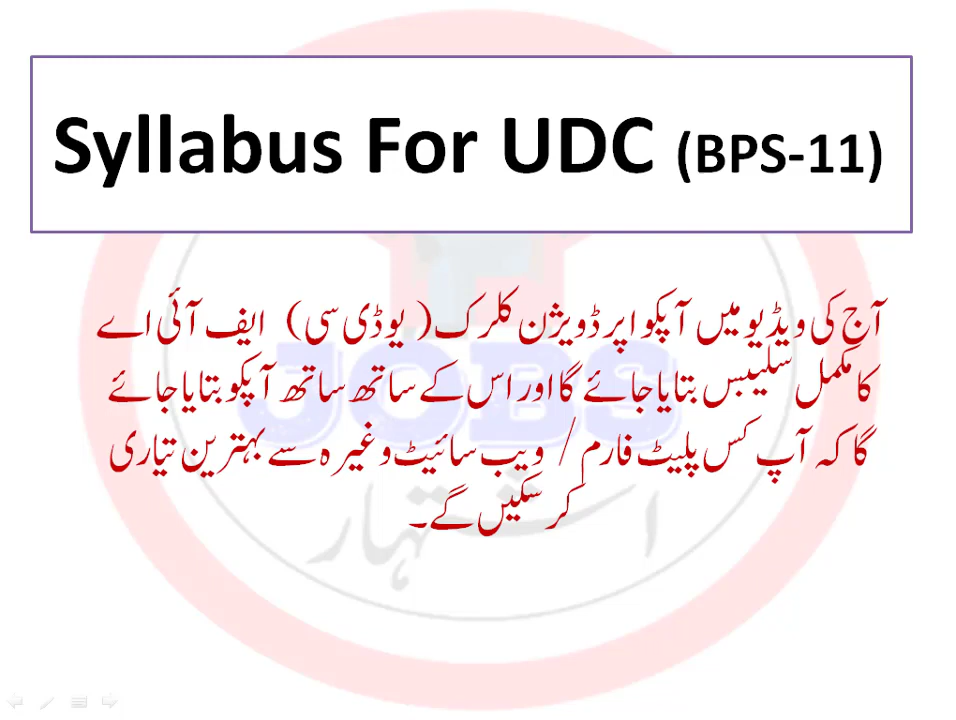 Syllabus For UDC (BPS-11)
آج کی ویڈیو میں آپکو اپر ڈویژن کلرک (یو ڈی سی) ایف آئی اے
کا مکمل سلیبس بتایا جائے گا اور اس کے ساتھ ساتھ آپکو بتایا جائے
گا کہ آپ کس پلیٹ فارم / ویب سائیٹ وغیرہ سے بہترین تیاری
کر سکیں گے۔
JOBS
اشتہار